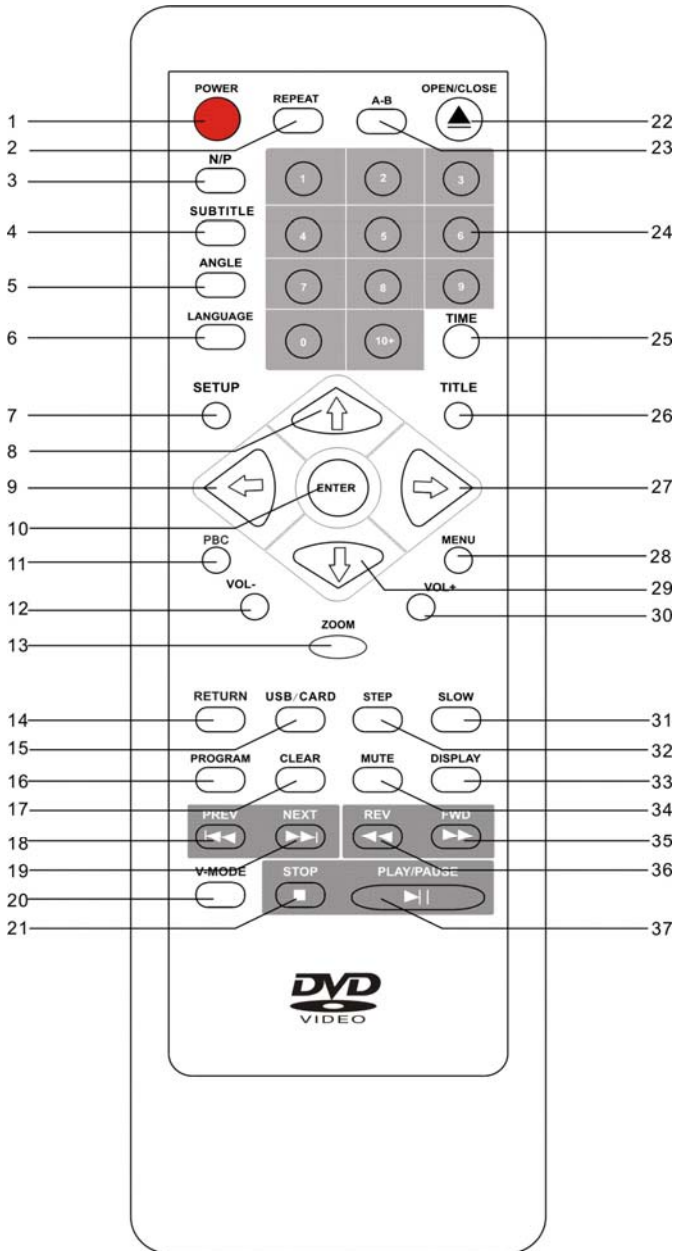 POWER REPEAT A-B OPEN/CLOSE
1 22
2 23
N/P
3 1 2 3
SUBTITLE
4 4 5 6 24
ANGLE
5 7 8 9
LANGUAGE TIME
6 0 10+ 25
SETUP TITLE
7 26
8
9 ENTER 27
10
PBC MENU
11 28
VOL- VOL+ 29
12 30
ZOOM
13
RETURN USB/CARD STEP SLOW
14 31
15 32
PROGRAM CLEAR MUTE DISPLAY
16 33
17 34
PREV NEXT REV FWD
18 35
19 36
V-MODE STOP PLAY/PAUSE
20
21 37
DVD
VIDEO